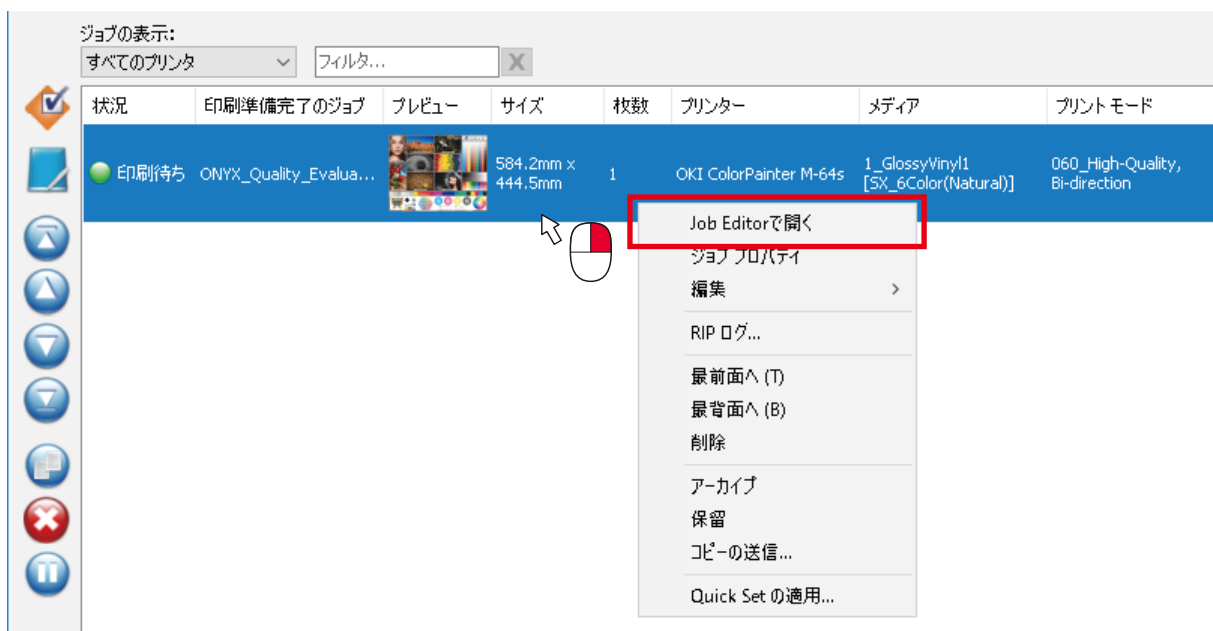 ジョブの表示:
すべてのプリンタ
フィルタ...
X
状況 印刷準備完了のジョブ プレビュー サイズ 枚数 プリンター メディア プリントモード
印刷待ち ONYX_Quality_Evalua... 584.2mm x 1 OKI ColorPainter M-64s 1_GlossyVinyl1 060_High-Quality,
444.5mm [SX_6Color(Natural)] Bi-direction
Job Editorで開く
ジョブ プロパティ
編集
RIP ログ...
最前面へ (T)
最背面へ (B)
削除
アーカイブ
保留
コピーの送信...
Quick Set の適用...